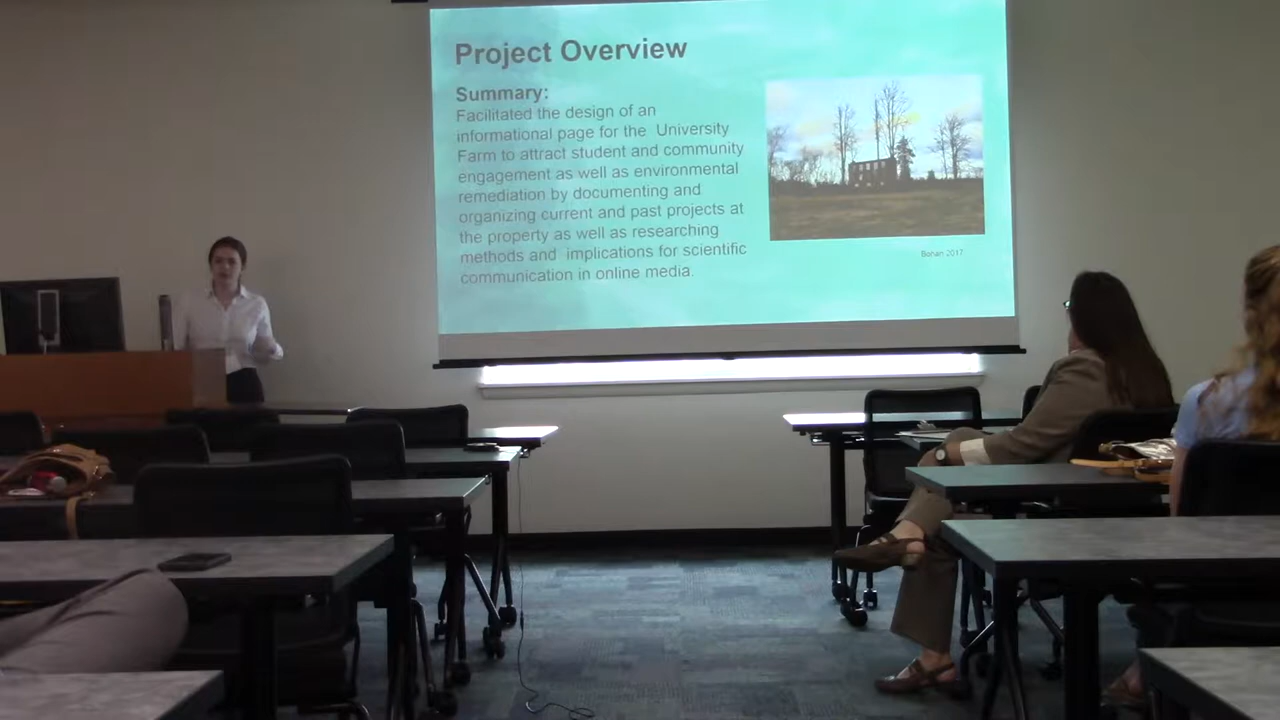 Project Overview
Summary:
Facilitated the design of an
informational page for the University
Farm to attract student and community
engagement as well as environmental
remediation by documenting and
organizing current and past projects at
the property as well as researching
methods and implications for scientific
communication in online media.
Bohan 2017